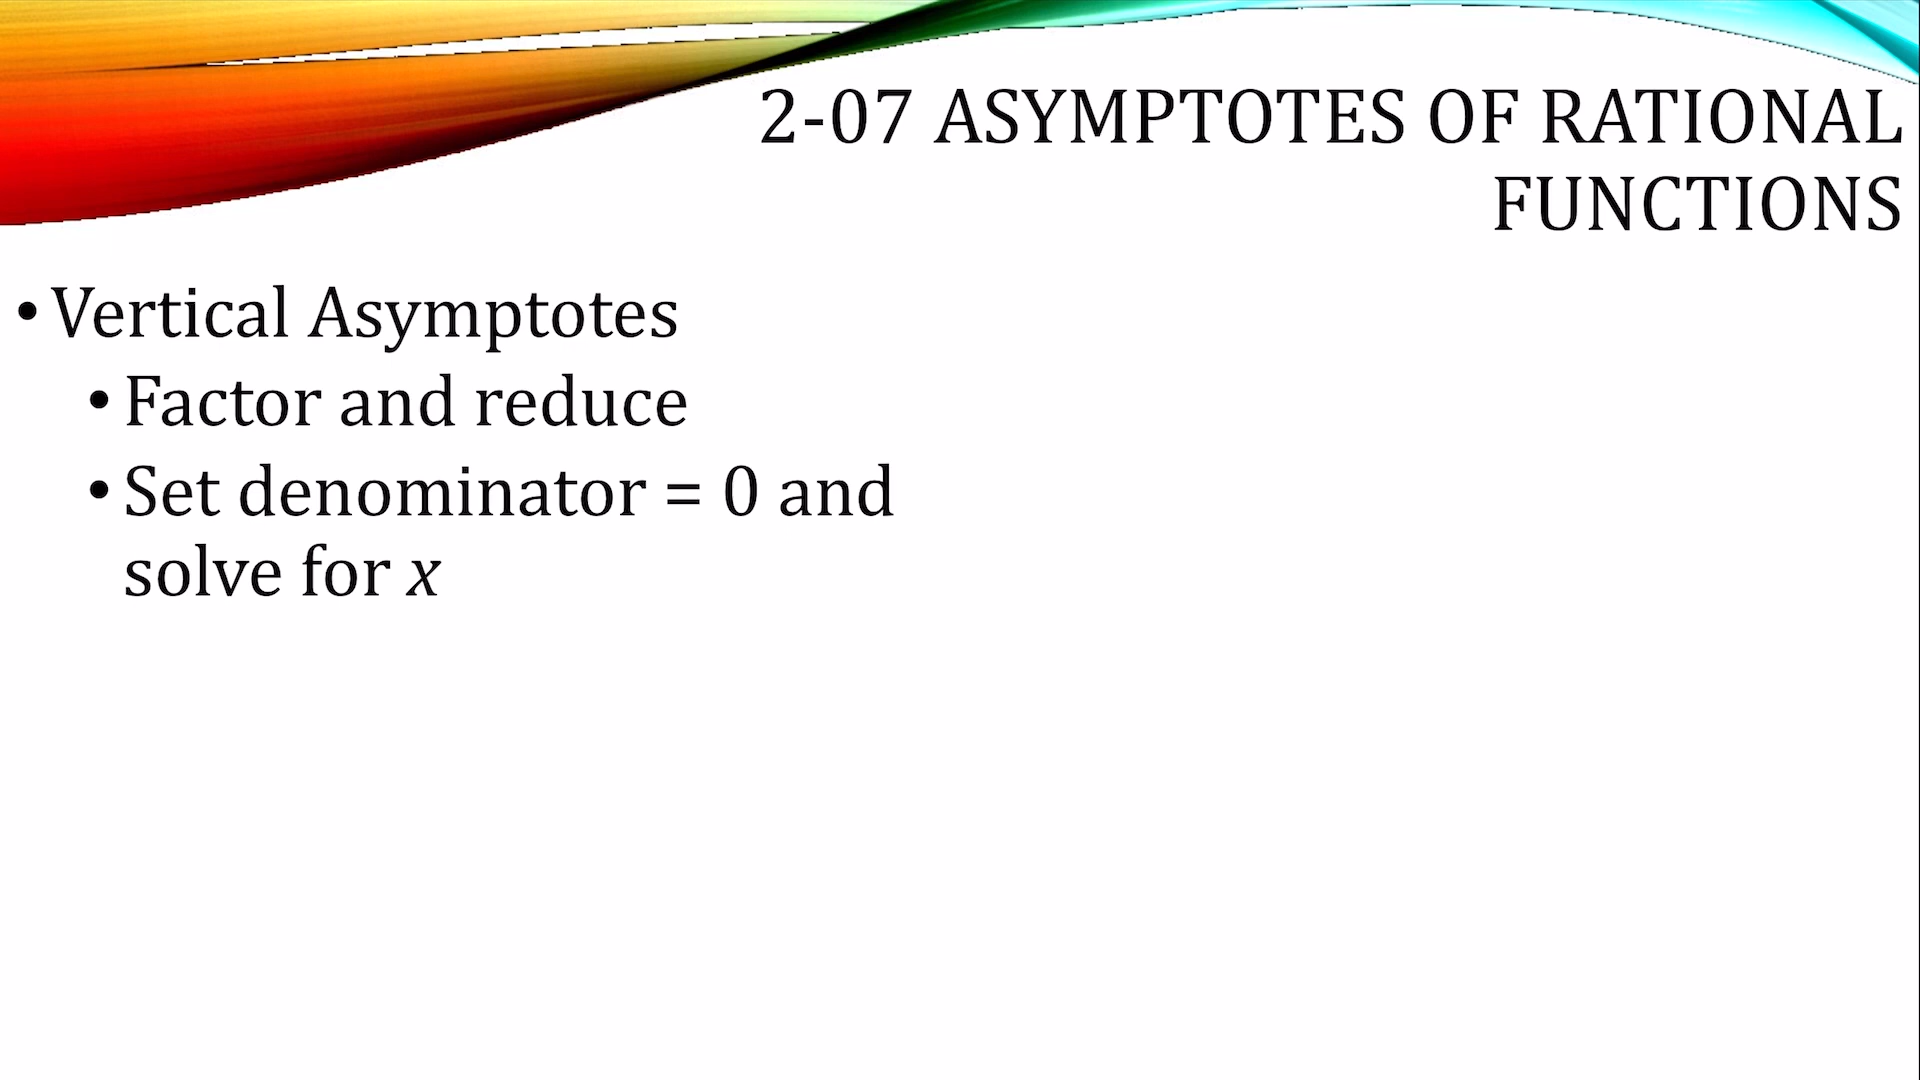 2-07 ASYMPTOTES OF RATIONAL
FUNCTIONS
• Vertical Asymptotes
• Factor and reduce
• Set denominator = 0 and
solve for x